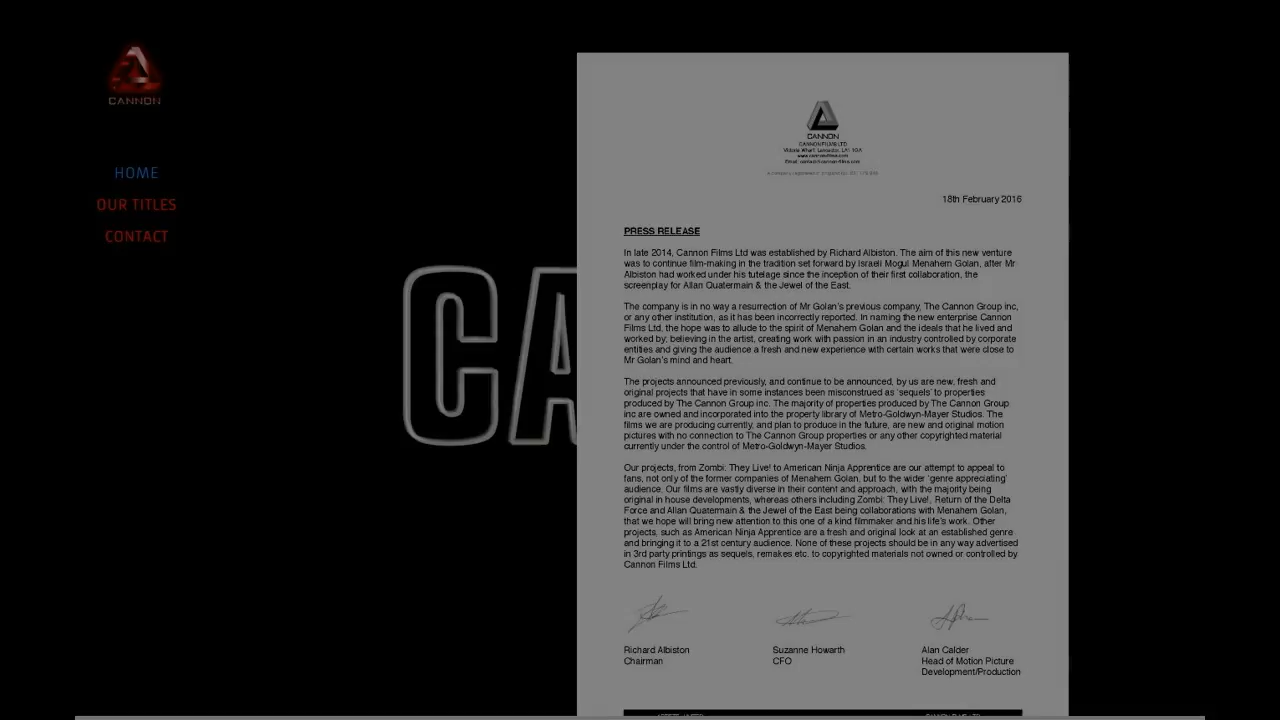 CANNON
HOME
OUR TITLES
CONTACT
CA
CANNON
CANNON FILMS LTD
18th February 2016
PRESS RELEASE
In late 2014, Cannon Films Ltd was established by Richard Albiston. The aim of this new venture
was to continue film-making in the tradition set forward by Israeli Mogul Menahem Golan, after Mr
Albiston had worked under his tutelage since the inception of their first collaboration, the
screenplay for Allan Quatermain & the Jewel of the East.
The company is in no way a resurrection of Mr Golan's previous company, The Cannon Group inc,
or any other institution, as it has been incorrectly reported. In naming the new enterprise Cannon
Films Ltd, the hope was to allude to the spirit of Menahem Golan and the ideals that he lived and
worked by, believing in the artist, creating work with passion in an industry controlled by corporate
entities and giving the audience a fresh and new experience with certain works that were close to
Mr Golan's mind and heart.
The projects announced previously, and continue to be announced, by us are new, fresh and
original projects that have in some instances been misconstrued as 'sequels' to properties
produced by The Cannon Group inc. The majority of properties produced by The Cannon Group
inc are owned and incorporated into the property library of Metro-Goldwyn-Mayer Studios. The
films we are producing currently, and plan to produce in the future, are new and original motion
pictures with no connection to The Cannon Group properties or any other copyrighted material
currently under the control of Metro-Goldwyn-Mayer Studios.
Our projects, from Zombi: They Live! to American Ninja Apprentice are our attempt to appeal to
fans, not only of the former companies of Menahem Golan, but to the wider 'genre appreciating'
audience. Our films are vastly diverse in their content and approach, with the majority being
original in house developments, whereas others including Zombi: They Live!, Return of the Delta
Force and Allan Quatermain & the Jewel of the East being collaborations with Menahem Golan,
that we hope will bring new attention to this one of a kind filmmaker and his life's work. Other
projects, such as American Ninja Apprentice are a fresh and original look at an established genre
and bringing it to a 21st century audience. None of these projects should be in any way advertised
in 3rd party printings as sequels, remakes etc. to copyrighted materials not owned or controlled by
Cannon Films Ltd.
Richard Albiston
Chairman
Suzanne Howarth
CFO
Alan Calder
Head of Motion Picture
Development/Production